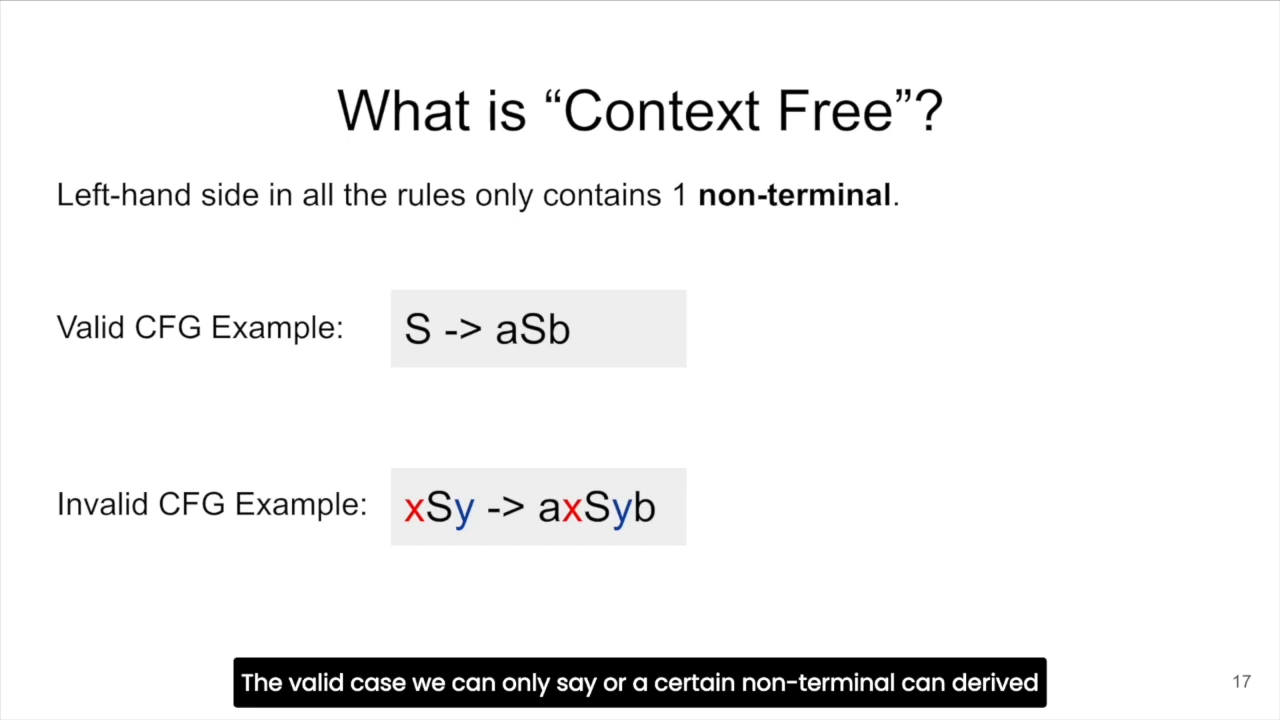 What is “Context Free”?
Left-hand side in all the rules only contains 1 non-terminal.
Valid CFG Example:
S -> aSb
Invalid CFG Example:
xSy -> axSyb
The valid case we can only say or a certain non-terminal can derived
17